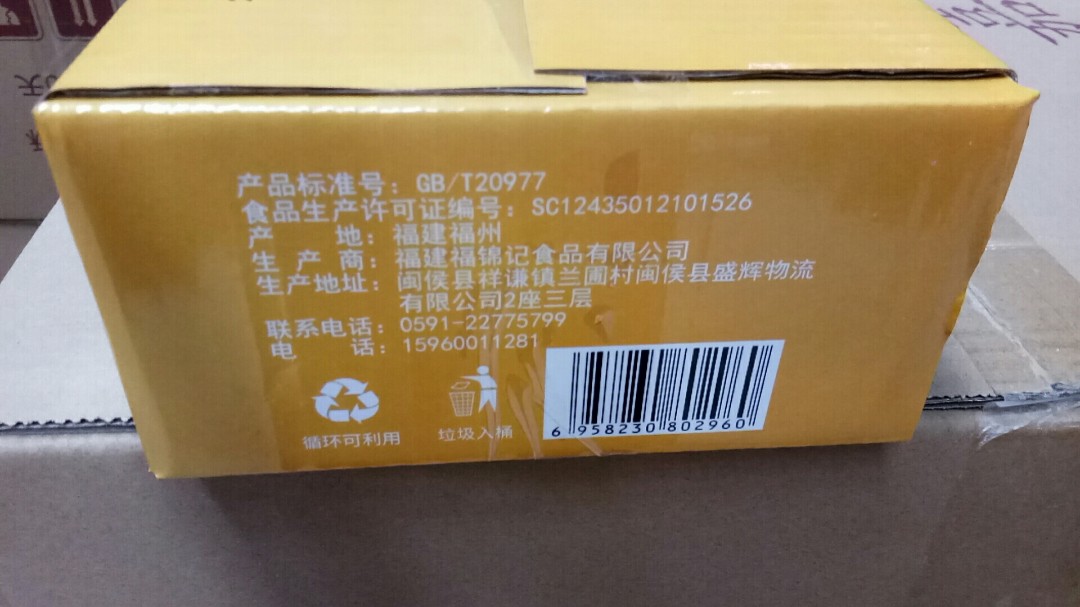 产品标准号：GB/T20977
食品生产许可证编号：SC12435012101526
产 地：福建福州
生 产 商：福建福锦记食品有限公司
生产地址：闽侯县祥谦镇兰圃村闽侯县盛辉物流
有限公司2座三层
联系电话：0591-22775799
电 话：15960011281
循环可利用
垃圾入桶
6 958230 802960